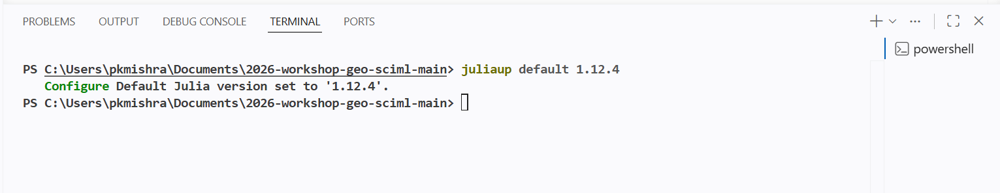 PROBLEMS OUTPUT DEBUG CONSOLE TERMINAL PORTS
powershell
PS C:\Users\pkmishra\Documents\2026-workshop-geo-sciml-main> juliaup default 1.12.4
Configure Default Julia version set to '1.12.4'.
PS C:\Users\pkmishra\Documents\2026-workshop-geo-sciml-main>